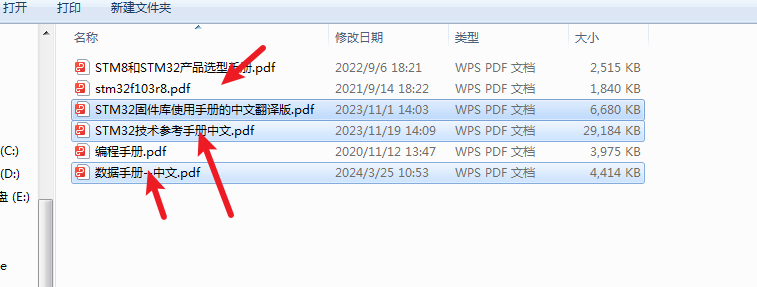 打开 打印 新建文件夹
名称 修改日期 类型 大小
STM8和STM32产品选型手册.pdf 2022/9/6 18:21 WPS PDF 文档 2,515 KB
stm32f103r8.pdf 2021/9/14 18:22 WPS PDF 文档 1,840 KB
STM32固件库使用手册的中文翻译版.pdf 2023/11/1 14:03 WPS PDF 文档 6,680 KB
STM32技术参考手册中文.pdf 2023/11/19 14:09 WPS PDF 文档 29,184 KB
(C:) 编程手册.pdf 2020/11/12 13:47 WPS PDF 文档 3,975 KB
(D:) 数据手册--中文.pdf 2024/3/25 10:53 WPS PDF 文档 4,414 KB
盘 (E:)
e